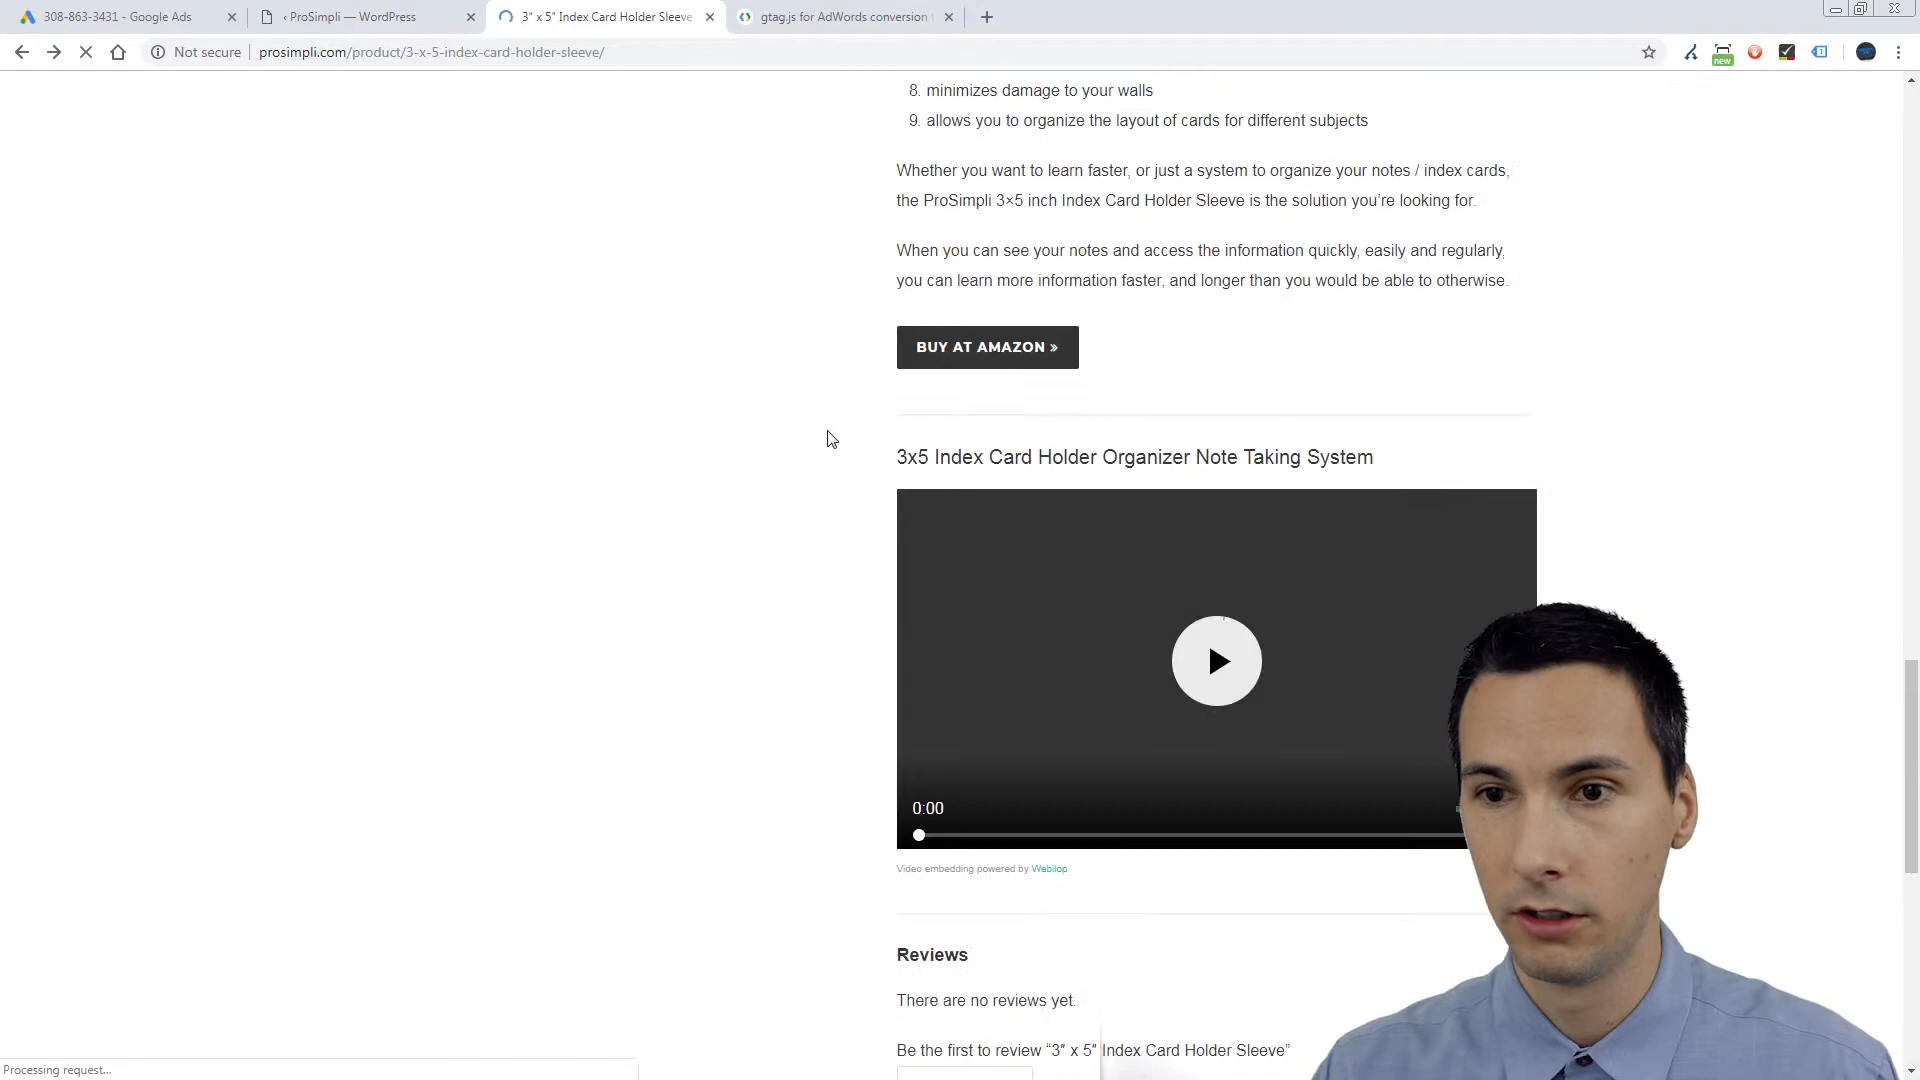 308-863-3431 - Google Ads
‹ ProSimpli — WordPress
3" x 5" Index Card Holder Sleeve
gtag.js for AdWords conversion
Not secure
prosimpli.com/product/3-x-5-index-card-holder-sleeve/
new
8. minimizes damage to your walls
9. allows you to organize the layout of cards for different subjects
Whether you want to learn faster, or just a system to organize your notes / index cards,
the ProSimpli 3×5 inch Index Card Holder Sleeve is the solution you’re looking for.
When you can see your notes and access the information quickly, easily and regularly,
you can learn more information faster, and longer than you would be able to otherwise.
BUY AT AMAZON »
3x5 Index Card Holder Organizer Note Taking System
0:00
Video embedding powered by Webilop
Reviews
There are no reviews yet.
Be the first to review “3″ x 5″ Index Card Holder Sleeve”
Processing request...